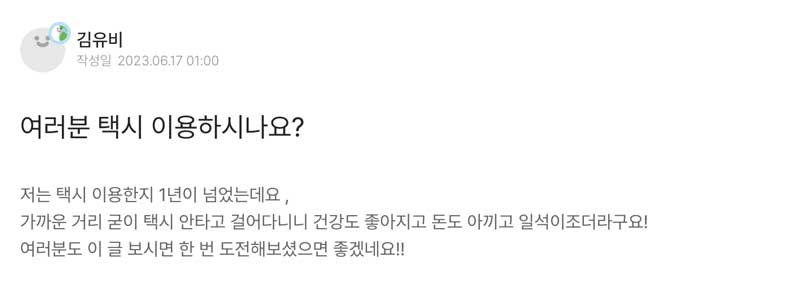 김유비
작성일 2023.06.17 01:00
여러분 택시 이용하시나요?
저는 택시 이용한지 1년이 넘었는데요 ,
가까운 거리 굳이 택시 안타고 걸어다니니 건강도 좋아지고 돈도 아끼고 일석이조더라구요!
여러분도 이 글 보시면 한 번 도전해보셨으면 좋겠네요!!